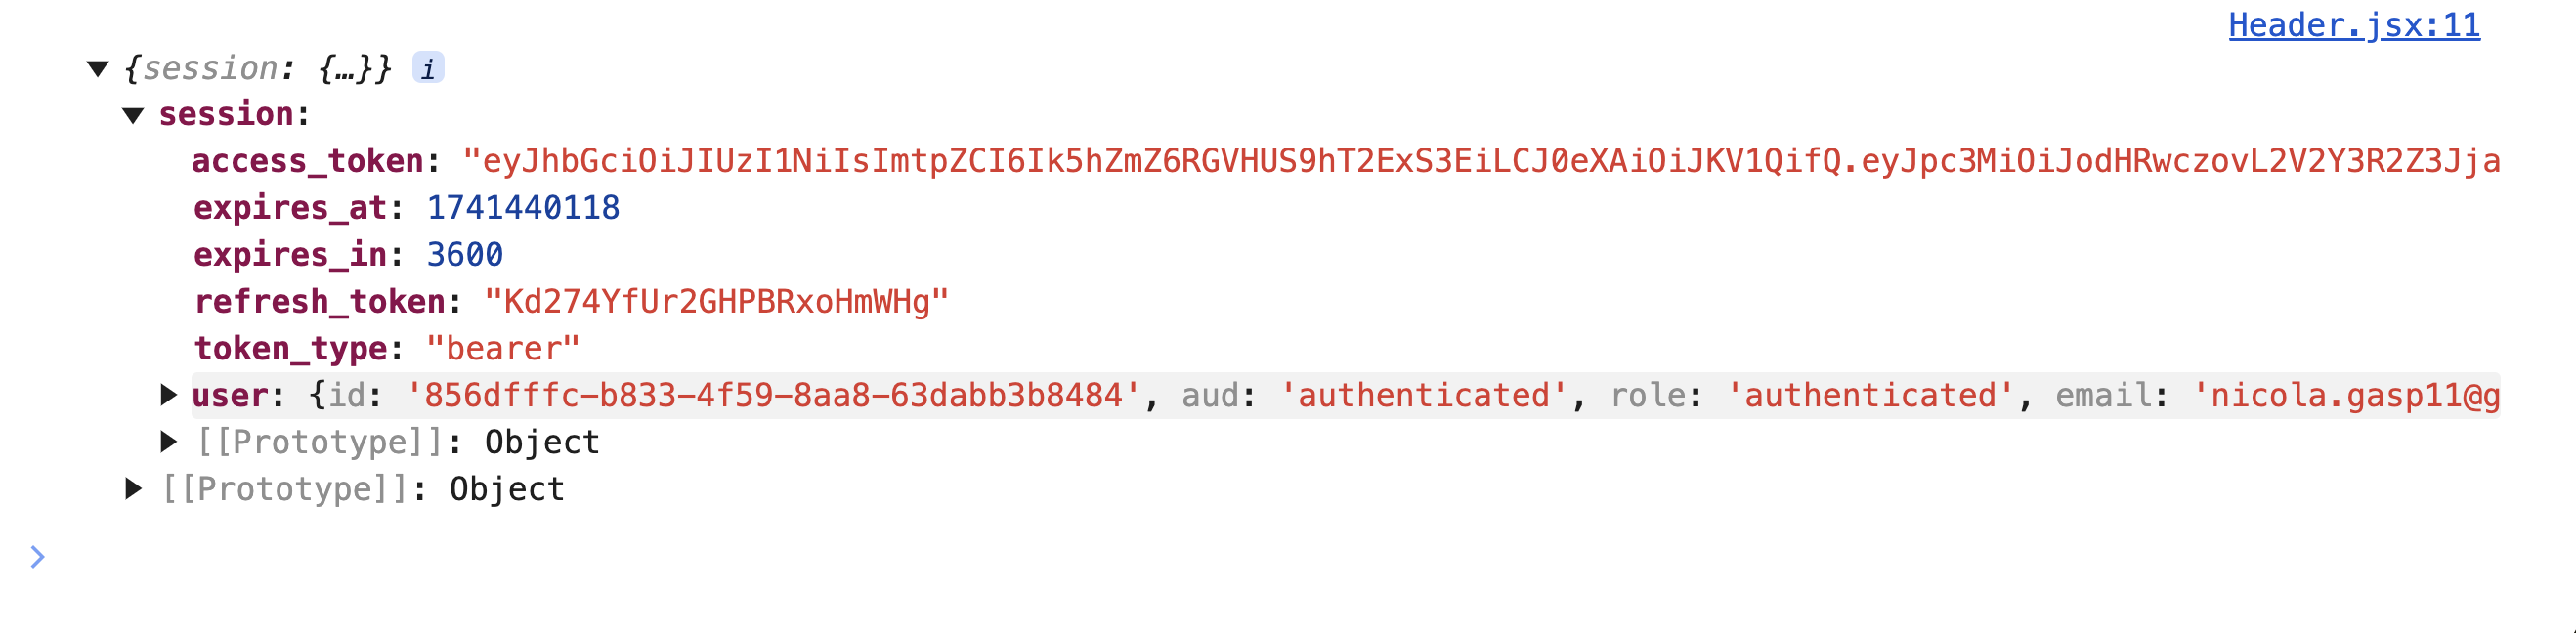 Header.jsx:11
▼ {session: {…}} i
▼ session:
access_token: "eyJhbGciOiJIUzI1NiIsImtpZCI6Ik5hZmZ6RGVHUS9hT2ExS3EiLCJ0eXAiOiJKV1QifQ.eyJpc3MiOiJodHRwczovL2V2Y3R2Z3Jja
expires_at: 1741440118
expires_in: 3600
refresh_token: "Kd274YfUr2GHPBRxoHmWHg"
token_type: "bearer"
▶ user: {id: '856dfffc-b833-4f59-8aa8-63dabb3b8484', aud: 'authenticated', role: 'authenticated', email: 'nicola.gasp11@g
▶ [[Prototype]]: Object
▶ [[Prototype]]: Object